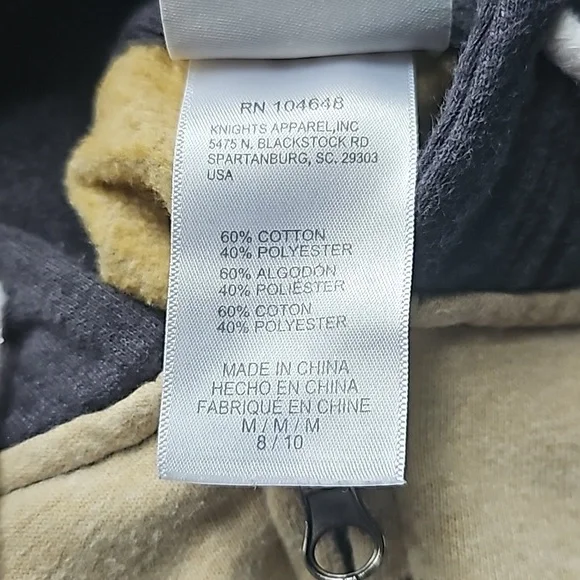 RN 104648
KNIGHTS APPAREL,INC
5475 N. BLACKSTOCK RD
SPARTANBURG, SC. 29303
USA
60% COTTON
40% POLYESTER
60% ALGODÓN
40% POLIÉSTER
60% COTON
40% POLYESTER
MADE IN CHINA
HECHO EN CHINA
FABRIQUÉ EN CHINE
M / M / M
8 / 10